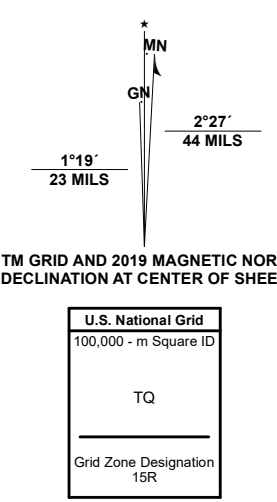 ★
MN
GN
2°27´
44 MILS
1°19´
23 MILS
TM GRID AND 2019 MAGNETIC NOR
DECLINATION AT CENTER OF SHEE
U.S. National Grid
100,000 - m Square ID
TQ
Grid Zone Designation
15R